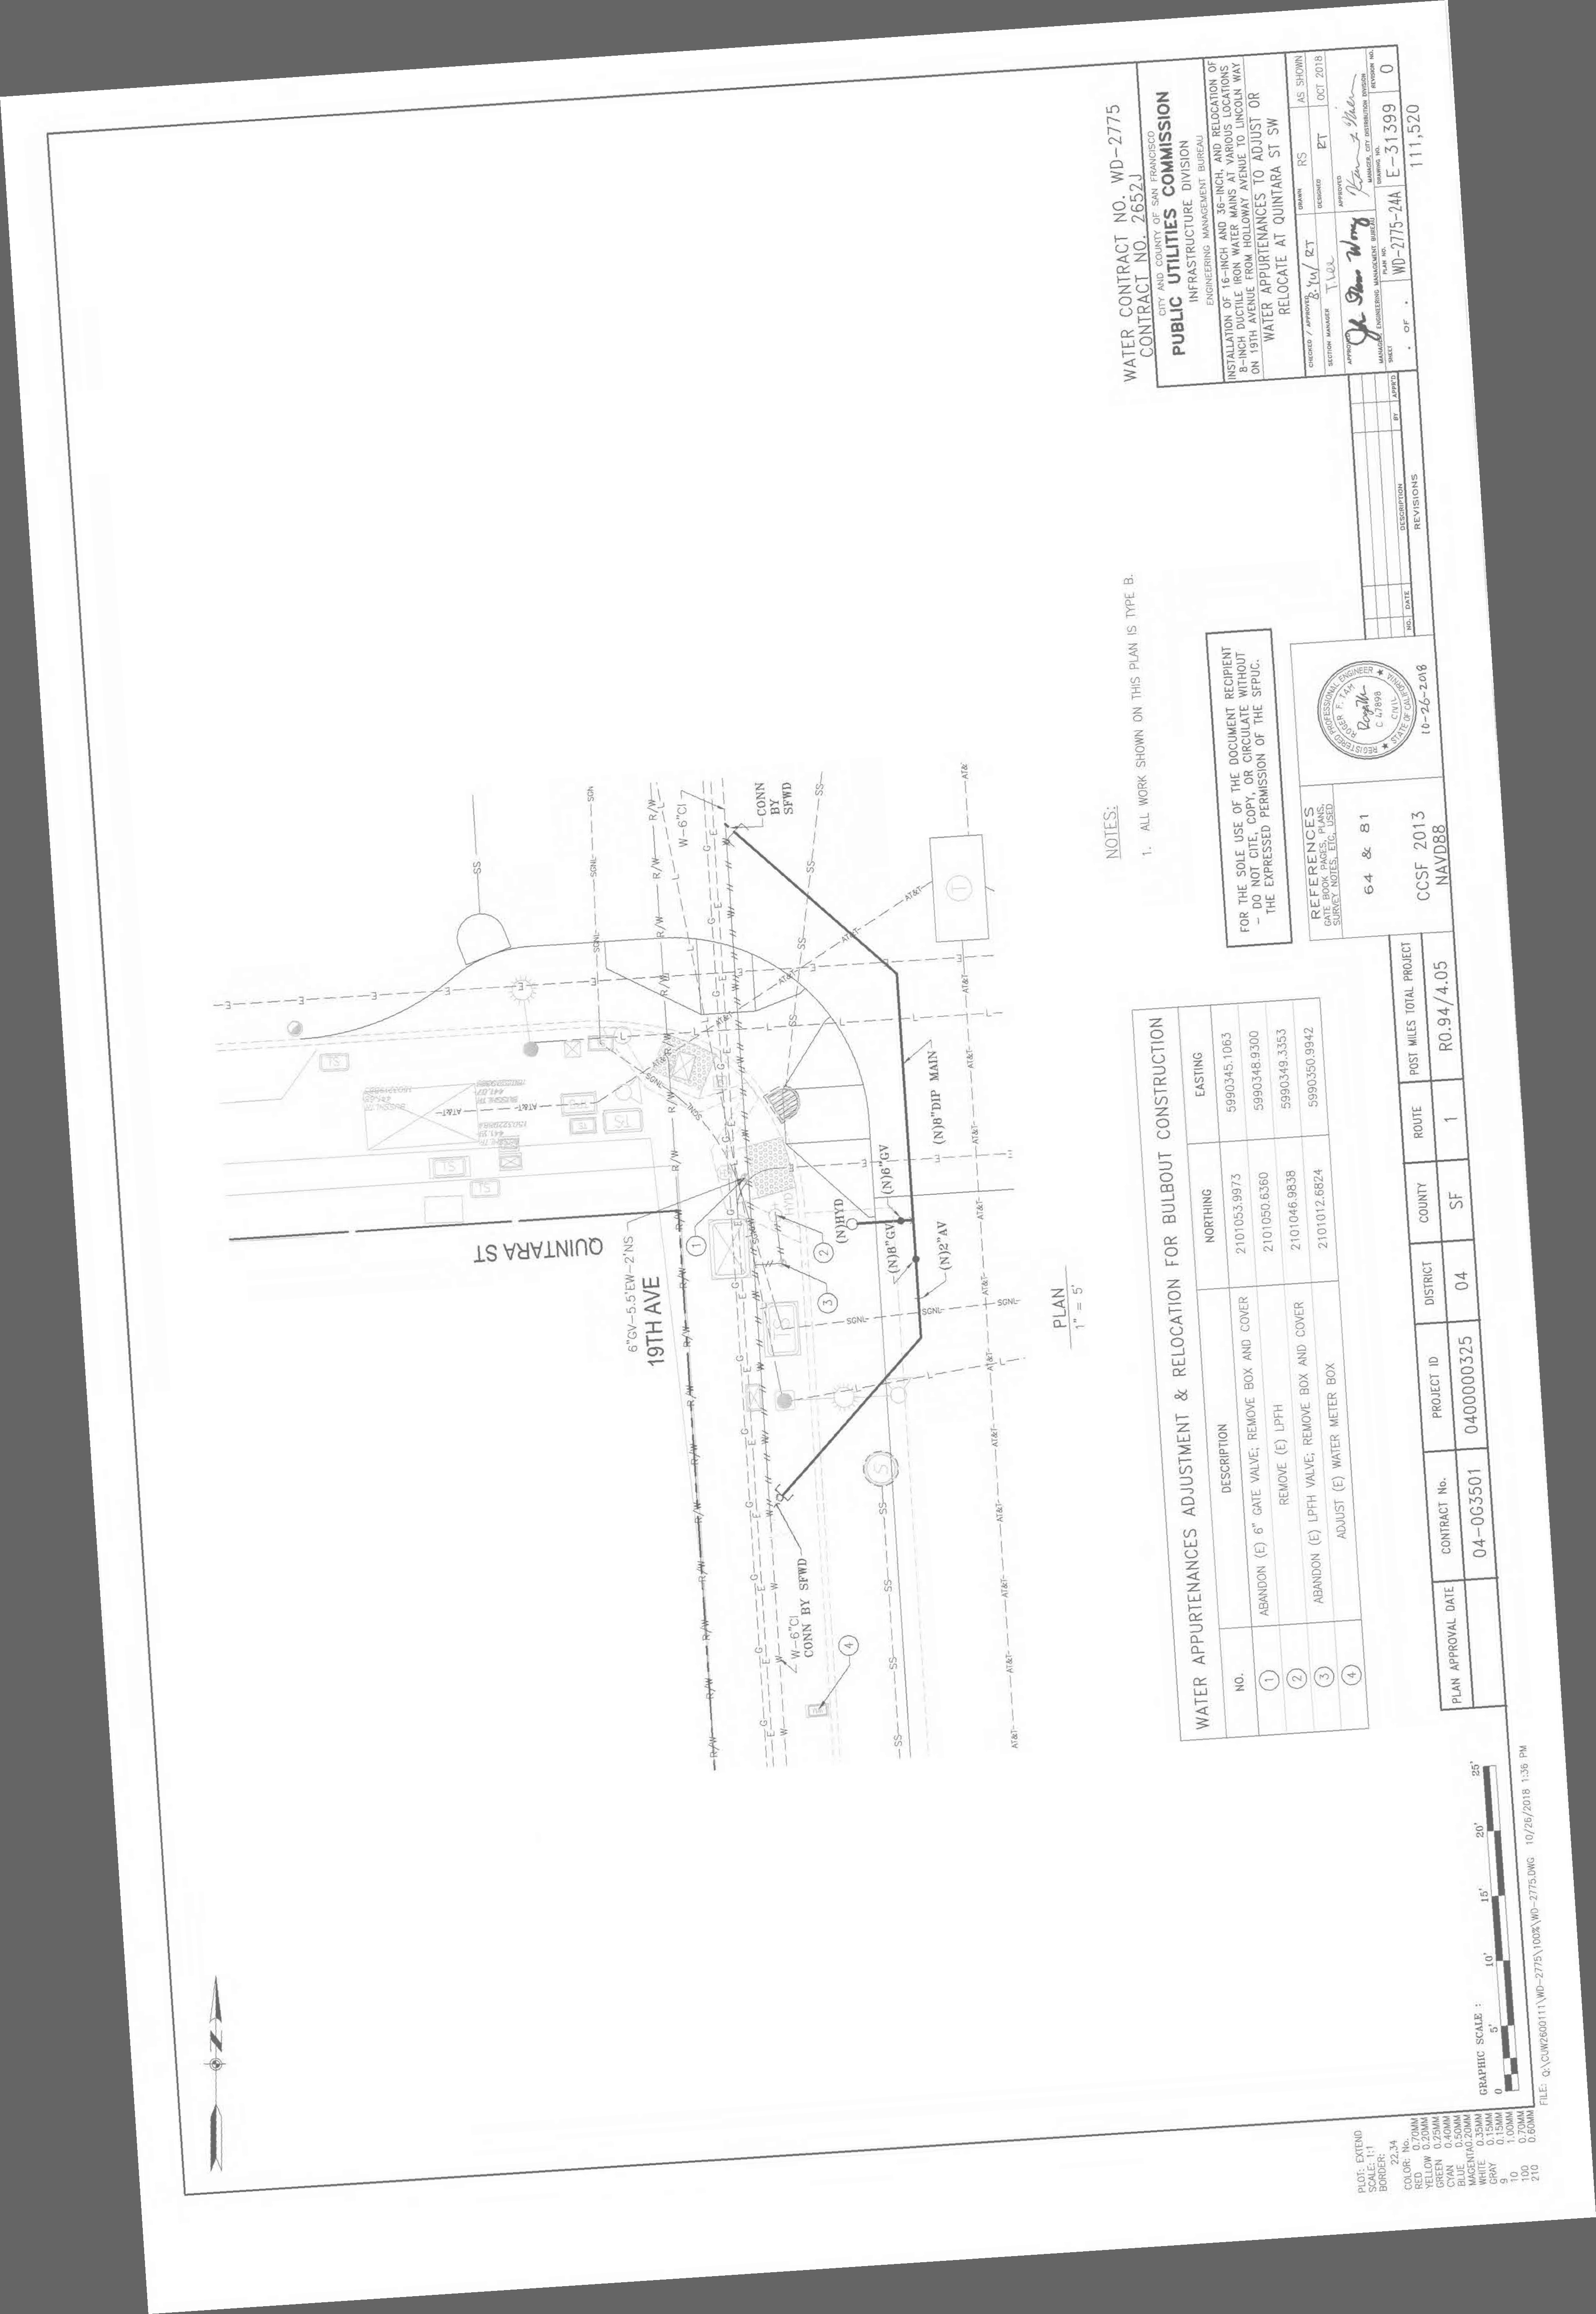 WATER CONTRACT NO. WD-2775
CONTRACT NO. 2652J
CITY AND COUNTY OF SAN FRANCISCO
PUBLIC UTILITIES COMMISSION
INFRASTRUCTURE DIVISION
ENGINEERING MANAGEMENT BUREAU
INSTALLATION OF 16-INCH AND 36-INCH, AND RELOCATION OF
8-INCH DUCTILE IRON WATER MAINS AT VARIOUS LOCATIONS
ON 19TH AVENUE FROM HOLLOWAY AVENUE TO LINCOLN WAY
WATER APPURTENANCES TO ADJUST OR
RELOCATE AT QUINTARA ST SW
CHECKED / APPROVED B.Yu/ RT
DRAWN RS
AS SHOWN
SECTION MANAGER T.Lee
DESIGNED RT
OCT 2018
APPROVED
MANAGER, ENGINEERING MANAGEMENT BUREAU
APPROVED
MANAGER, CITY DISTRIBUTION DIVISION
SHEET
. OF .
PLAN NO.
WD-2775-24A
DRAWING NO.
E-31399
REVISION NO.
0
111,520
NO. DATE DESCRIPTION BY APPR'D
REVISIONS
QUINTARA ST
19TH AVE
6"GV-5.5'EW-2'NS
W-6"CI
CONN
BY
SFWD
(N)8"DIP MAIN
(N)6"GV
(N)HYD
(N)8"GV
(N)2"AV
W-6"CI
CONN BY SFWD
1
2
3
4
T
S
TS
HYD
R/W
SS
SGNL
AT&T
PLAN
1" = 5'
NOTES:
1. ALL WORK SHOWN ON THIS PLAN IS TYPE B.
FOR THE SOLE USE OF THE DOCUMENT RECIPIENT
- DO NOT CITE, COPY, OR CIRCULATE WITHOUT
THE EXPRESSED PERMISSION OF THE SFPUC.
REFERENCES
GATE BOOK PAGES, PLANS,
SURVEY NOTES, ETC, USED
64 & 81
CCSF 2013
NAVD88
REGISTERED PROFESSIONAL ENGINEER
ROGER F. TAM
C 47898
CIVIL
STATE OF CALIFORNIA
10-26-2018
WATER APPURTENANCES ADJUSTMENT & RELOCATION FOR BULBOUT CONSTRUCTION
NO. DESCRIPTION NORTHING EASTING
1 ABANDON (E) 6" GATE VALVE; REMOVE BOX AND COVER 2101053.9973 5990345.1063
2 REMOVE (E) LPFH 2101050.6360 5990348.9300
3 ABANDON (E) LPFH VALVE; REMOVE BOX AND COVER 2101046.9838 5990349.3353
4 ADJUST (E) WATER METER BOX 2101012.6824 5990350.9942
PLAN APPROVAL DATE CONTRACT No. PROJECT ID DISTRICT COUNTY ROUTE POST MILES TOTAL PROJECT
04-0G3501 0400000325 04 SF 1 R0.94/4.05
GRAPHIC SCALE :
0 5' 10' 15' 20' 25'
FILE: Q:\CUW2600111\WD-2775\100%\WD-2775.DWG 10/26/2018 1:36 PM
PLOT: EXTEND
SCALE: 1:1
BORDER:
22,34
COLOR: No.
RED 0.70MM
YELLOW 0.20MM
GREEN 0.25MM
CYAN 0.40MM
BLUE 0.50MM
MAGENTA 0.20MM
WHITE 0.35MM
GRAY 0.15MM
9 0.15MM
10 1.00MM
100 0.70MM
210 0.60MM